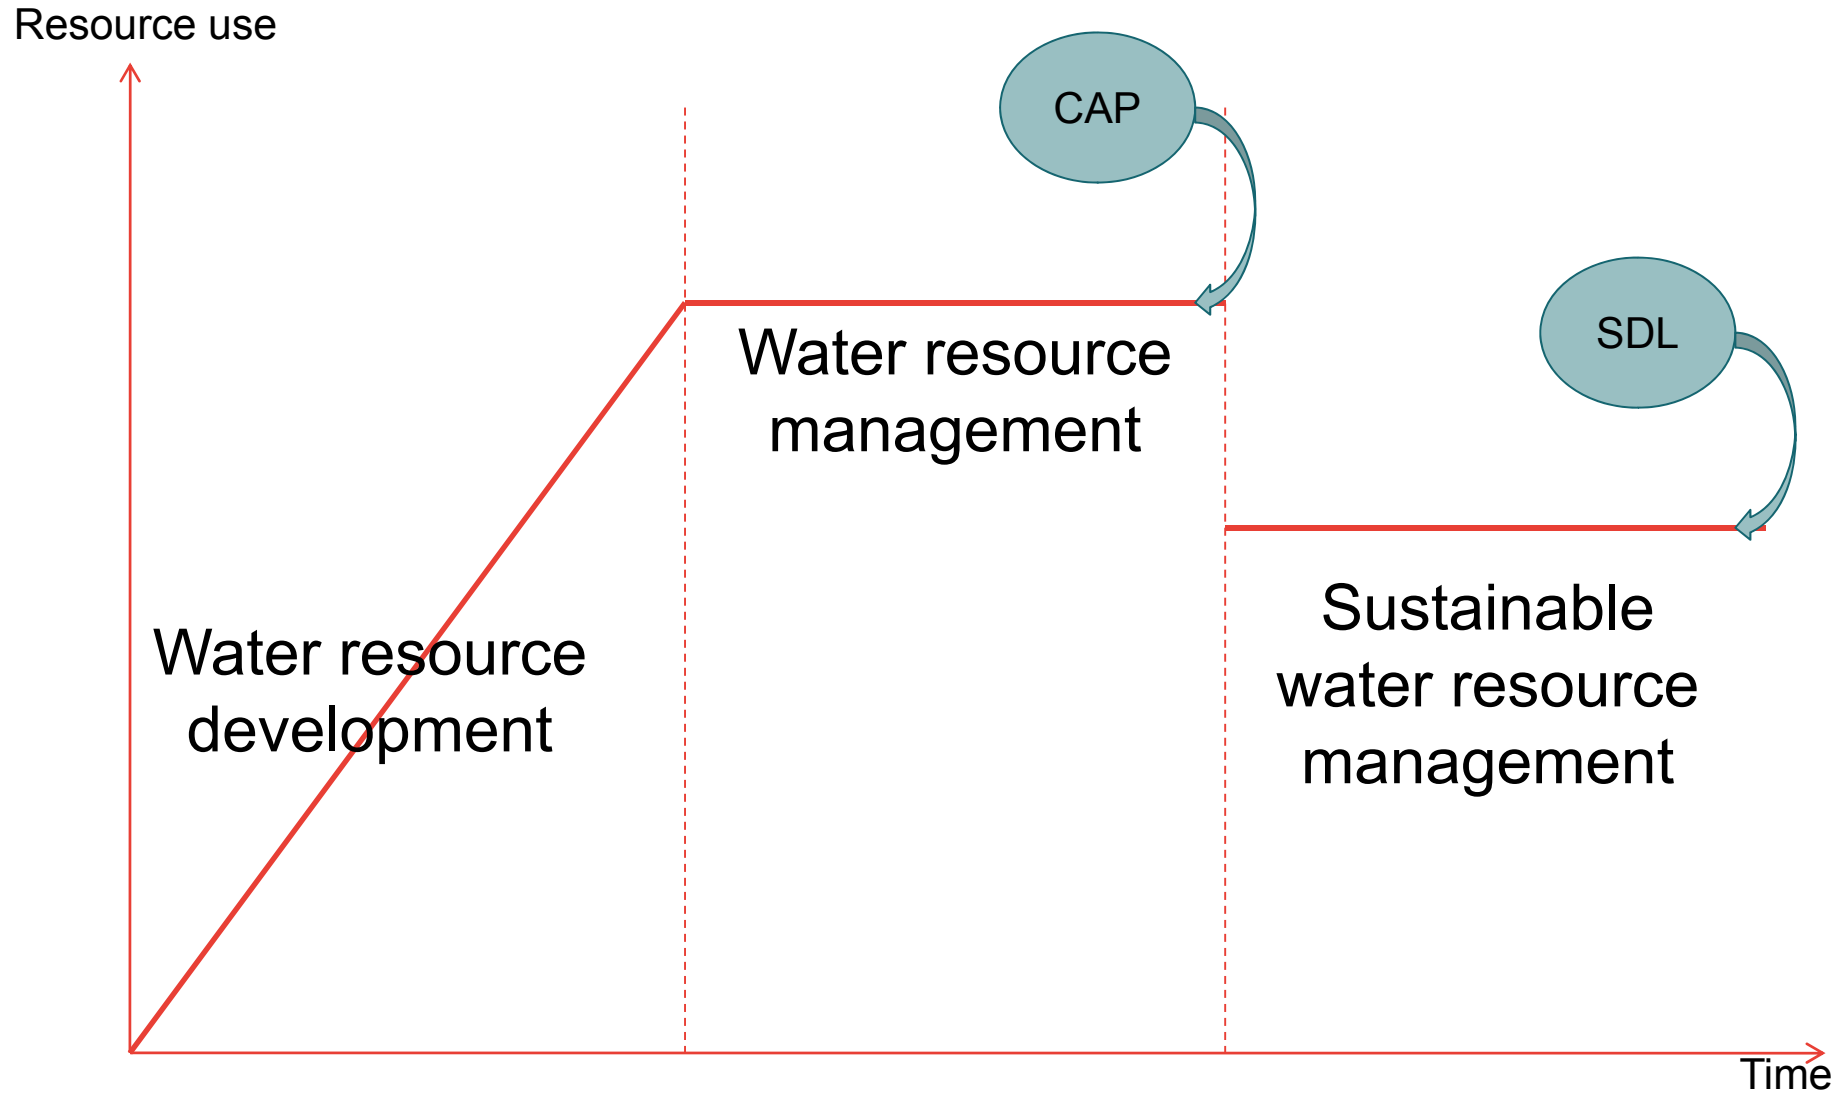 Resource use
CAP
SDL
Water resource
management
Water resource
development
Sustainable
water resource
management
Time